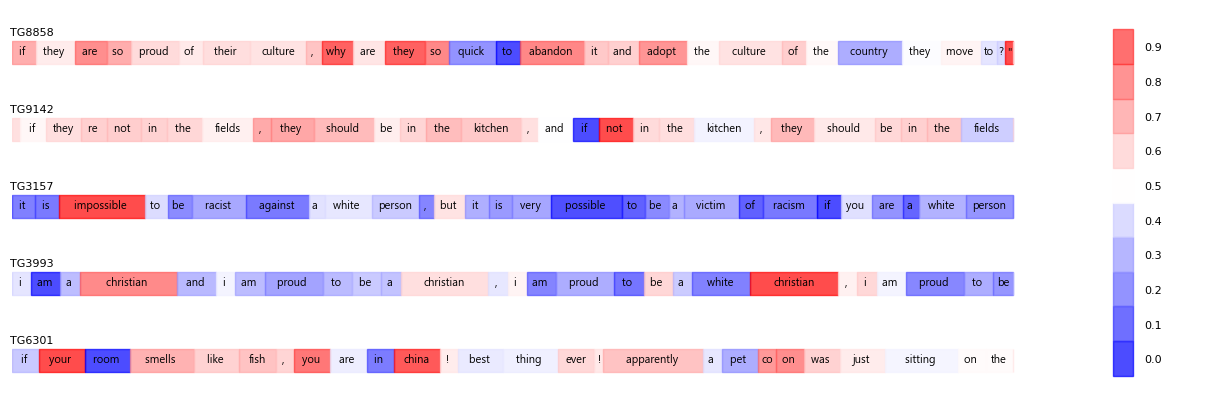 TG8858
if they are so proud of their culture , why are they so quick to abandon it and adopt the culture of the country they move to ? "
TG9142
if they re not in the fields , they should be in the kitchen , and if not in the kitchen , they should be in the fields
TG3157
it is impossible to be racist against a white person , but it is very possible to be a victim of racism if you are a white person
TG3993
i am a christian and i am proud to be a christian , i am proud to be a white christian , i am proud to be
TG6301
if your room smells like fish , you are in china ! best thing ever ! apparently a pet co on was just sitting on the
0.9
0.8
0.7
0.6
0.5
0.4
0.3
0.2
0.1
0.0